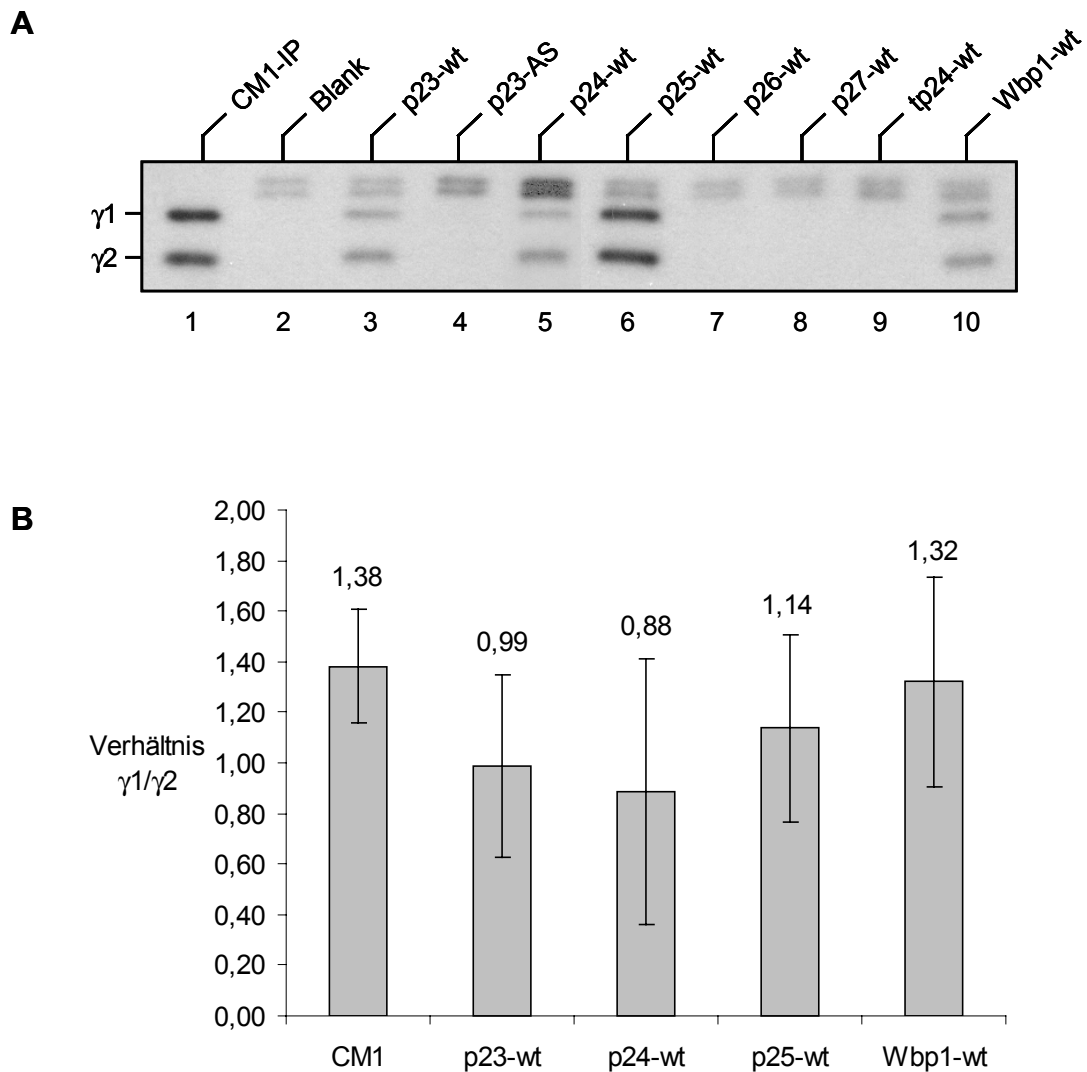 A
CM1-IP
Blank
p23-wt
p23-AS
p24-wt
p25-wt
p26-wt
p27-wt
tp24-wt
Wbp1-wt
γ1
γ2
1 2 3 4 5 6 7 8 9 10
B
2,00
1,80
1,60
1,40
1,20
1,00
0,80
0,60
0,40
0,20
0,00
Verhältnis
γ1/γ2
1,38
0,99
0,88
1,14
1,32
CM1 p23-wt p24-wt p25-wt Wbp1-wt